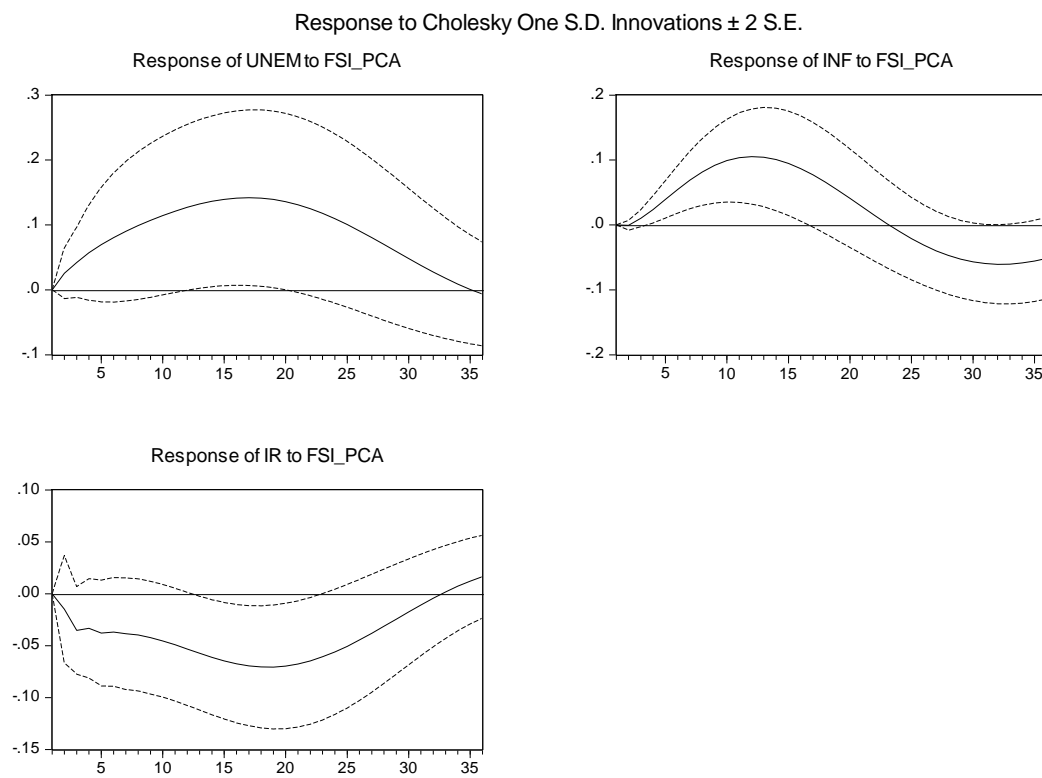 Response to Cholesky One S.D. Innovations ± 2 S.E.
Response of UNEM to FSI_PCA
.3
.2
.1
.0
-.1
5 10 15 20 25 30 35
Response of INF to FSI_PCA
.2
.1
.0
-.1
-.2
5 10 15 20 25 30 35
Response of IR to FSI_PCA
.10
.05
.00
-.05
-.10
-.15
5 10 15 20 25 30 35